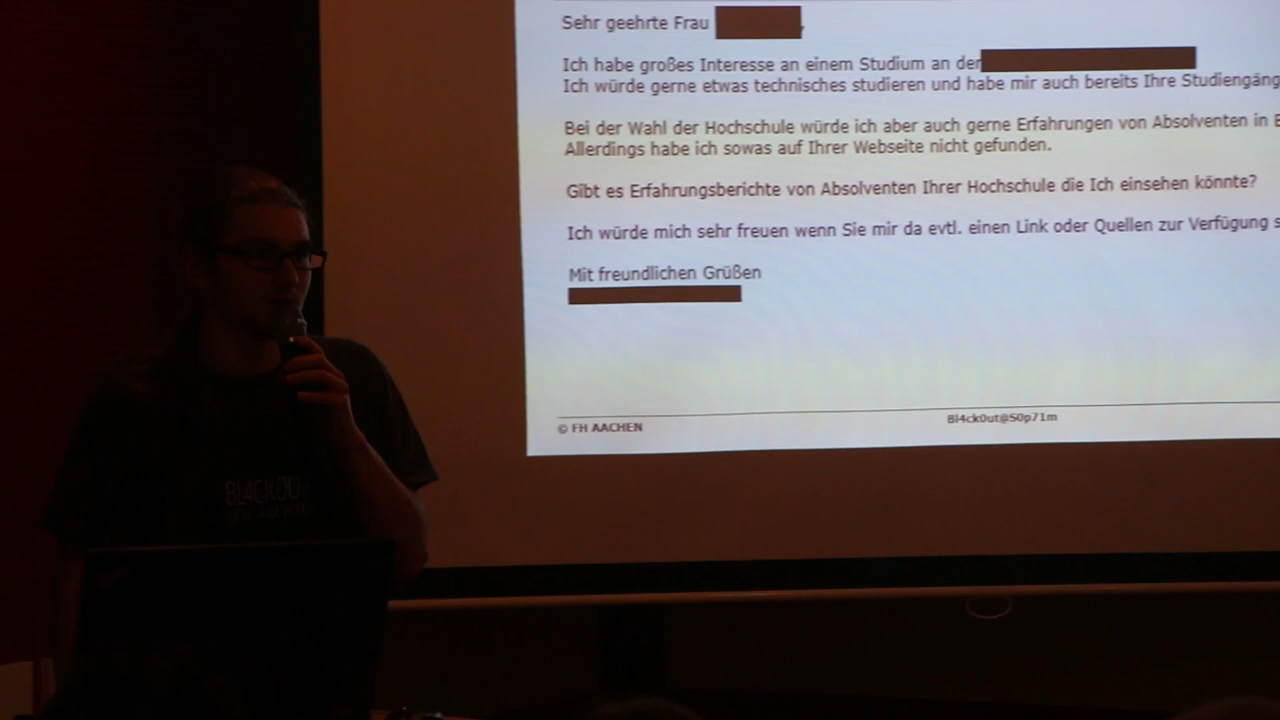 Sehr geehrte Frau
Ich habe großes Interesse an einem Studium an der
Ich würde gerne etwas technisches studieren und habe mir auch bereits Ihre
Bei der Wahl der Hochschule würde ich aber auch gerne Erfahrungen von Absolventen in
Allerdings habe ich sowas auf Ihrer Webseite nicht gefunden.
Gibt es Erfahrungsberichte von Absolventen Ihrer Hochschule die Ich einsehen könnte?
Ich würde mich sehr freuen wenn Sie mir da evtl. einen Link oder Quellen zur Verfügung
Mit freundlichen Grüßen
© FH AACHEN
Bl4ck0ut@S0p71m